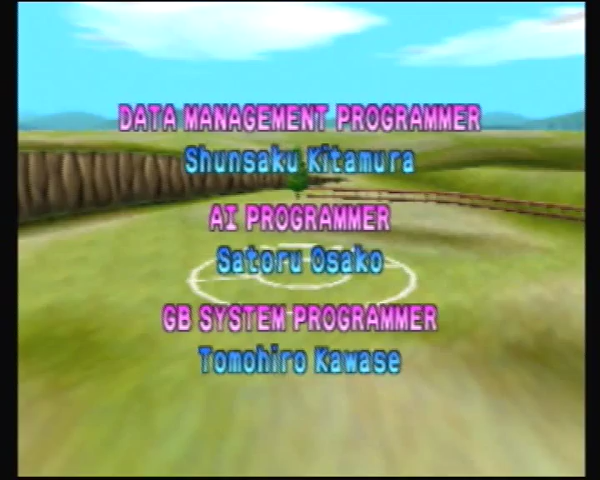 DATA MANAGEMENT PROGRAMMER
Shunsaku Kitamura
AI PROGRAMMER
Satoru Osako
GB SYSTEM PROGRAMMER
Tomohiro Kawase